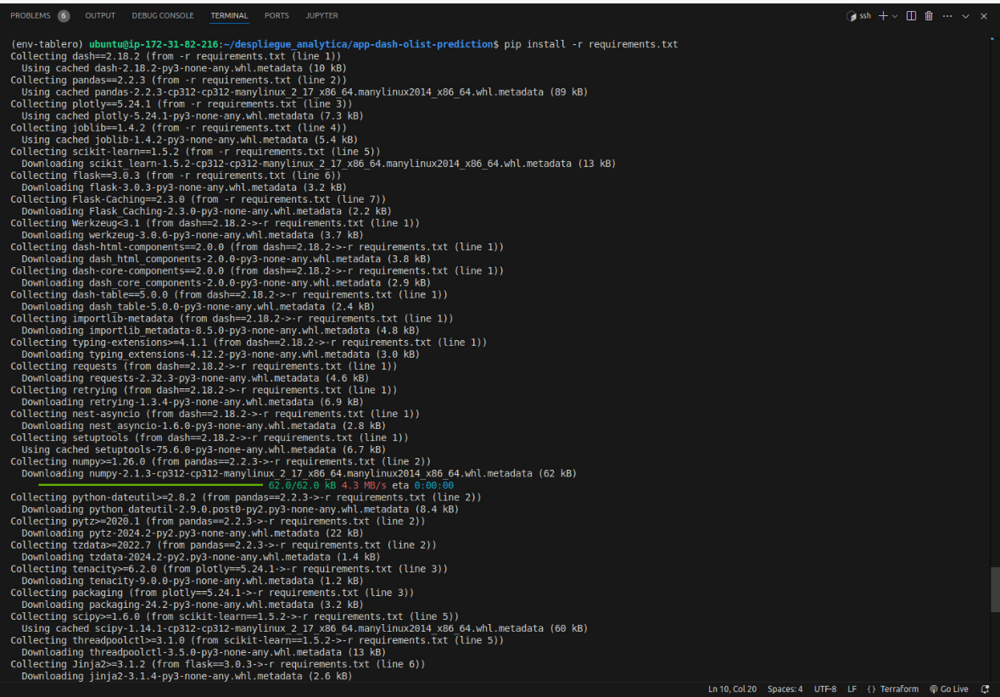 PROBLEMS 6 OUTPUT DEBUG CONSOLE TERMINAL PORTS JUPYTER ssh
(env-tablero) ubuntu@ip-172-31-82-216:~/despliegue_analytica/app-dash-olist-prediction$ pip install -r requirements.txt
Collecting dash==2.18.2 (from -r requirements.txt (line 1))
Using cached dash-2.18.2-py3-none-any.whl.metadata (10 kB)
Collecting pandas==2.2.3 (from -r requirements.txt (line 2))
Using cached pandas-2.2.3-cp312-cp312-manylinux_2_17_x86_64.manylinux2014_x86_64.whl.metadata (89 kB)
Collecting plotly==5.24.1 (from -r requirements.txt (line 3))
Using cached plotly-5.24.1-py3-none-any.whl.metadata (7.3 kB)
Collecting joblib==1.4.2 (from -r requirements.txt (line 4))
Using cached joblib-1.4.2-py3-none-any.whl.metadata (5.4 kB)
Collecting scikit-learn==1.5.2 (from -r requirements.txt (line 5))
Downloading scikit_learn-1.5.2-cp312-cp312-manylinux_2_17_x86_64.manylinux2014_x86_64.whl.metadata (13 kB)
Collecting flask==3.0.3 (from -r requirements.txt (line 6))
Downloading flask-3.0.3-py3-none-any.whl.metadata (3.2 kB)
Collecting Flask-Caching==2.3.0 (from -r requirements.txt (line 7))
Downloading Flask_Caching-2.3.0-py3-none-any.whl.metadata (2.2 kB)
Collecting Werkzeug<3.1 (from dash==2.18.2->-r requirements.txt (line 1))
Downloading werkzeug-3.0.6-py3-none-any.whl.metadata (3.7 kB)
Collecting dash-html-components==2.0.0 (from dash==2.18.2->-r requirements.txt (line 1))
Downloading dash_html_components-2.0.0-py3-none-any.whl.metadata (3.8 kB)
Collecting dash-core-components==2.0.0 (from dash==2.18.2->-r requirements.txt (line 1))
Downloading dash_core_components-2.0.0-py3-none-any.whl.metadata (2.9 kB)
Collecting dash-table==5.0.0 (from dash==2.18.2->-r requirements.txt (line 1))
Downloading dash_table-5.0.0-py3-none-any.whl.metadata (2.4 kB)
Collecting importlib-metadata (from dash==2.18.2->-r requirements.txt (line 1))
Downloading importlib_metadata-8.5.0-py3-none-any.whl.metadata (4.8 kB)
Collecting typing-extensions>=4.1.1 (from dash==2.18.2->-r requirements.txt (line 1))
Downloading typing_extensions-4.12.2-py3-none-any.whl.metadata (3.0 kB)
Collecting requests (from dash==2.18.2->-r requirements.txt (line 1))
Downloading requests-2.32.3-py3-none-any.whl.metadata (4.6 kB)
Collecting retrying (from dash==2.18.2->-r requirements.txt (line 1))
Downloading retrying-1.3.4-py3-none-any.whl.metadata (6.9 kB)
Collecting nest-asyncio (from dash==2.18.2->-r requirements.txt (line 1))
Downloading nest_asyncio-1.6.0-py3-none-any.whl.metadata (2.8 kB)
Collecting setuptools (from dash==2.18.2->-r requirements.txt (line 1))
Using cached setuptools-75.6.0-py3-none-any.whl.metadata (6.7 kB)
Collecting numpy>=1.26.0 (from pandas==2.2.3->-r requirements.txt (line 2))
Downloading numpy-2.1.3-cp312-cp312-manylinux_2_17_x86_64.manylinux2014_x86_64.whl.metadata (62 kB)
62.0/62.0 kB 4.3 MB/s eta 0:00:00
Collecting python-dateutil>=2.8.2 (from pandas==2.2.3->-r requirements.txt (line 2))
Downloading python_dateutil-2.9.0.post0-py2.py3-none-any.whl.metadata (8.4 kB)
Collecting pytz>=2020.1 (from pandas==2.2.3->-r requirements.txt (line 2))
Downloading pytz-2024.2-py2.py3-none-any.whl.metadata (22 kB)
Collecting tzdata>=2022.7 (from pandas==2.2.3->-r requirements.txt (line 2))
Downloading tzdata-2024.2-py2.py3-none-any.whl.metadata (1.4 kB)
Collecting tenacity>=6.2.0 (from plotly==5.24.1->-r requirements.txt (line 3))
Downloading tenacity-9.0.0-py3-none-any.whl.metadata (1.2 kB)
Collecting packaging (from plotly==5.24.1->-r requirements.txt (line 3))
Downloading packaging-24.2-py3-none-any.whl.metadata (3.2 kB)
Collecting scipy>=1.6.0 (from scikit-learn==1.5.2->-r requirements.txt (line 5))
Using cached scipy-1.14.1-cp312-cp312-manylinux_2_17_x86_64.manylinux2014_x86_64.whl.metadata (60 kB)
Collecting threadpoolctl>=3.1.0 (from scikit-learn==1.5.2->-r requirements.txt (line 5))
Downloading threadpoolctl-3.5.0-py3-none-any.whl.metadata (13 kB)
Collecting Jinja2>=3.1.2 (from flask==3.0.3->-r requirements.txt (line 6))
Downloading jinja2-3.1.4-py3-none-any.whl.metadata (2.6 kB)
Ln 10, Col 20 Spaces: 4 UTF-8 LF {} Terraform Go Live